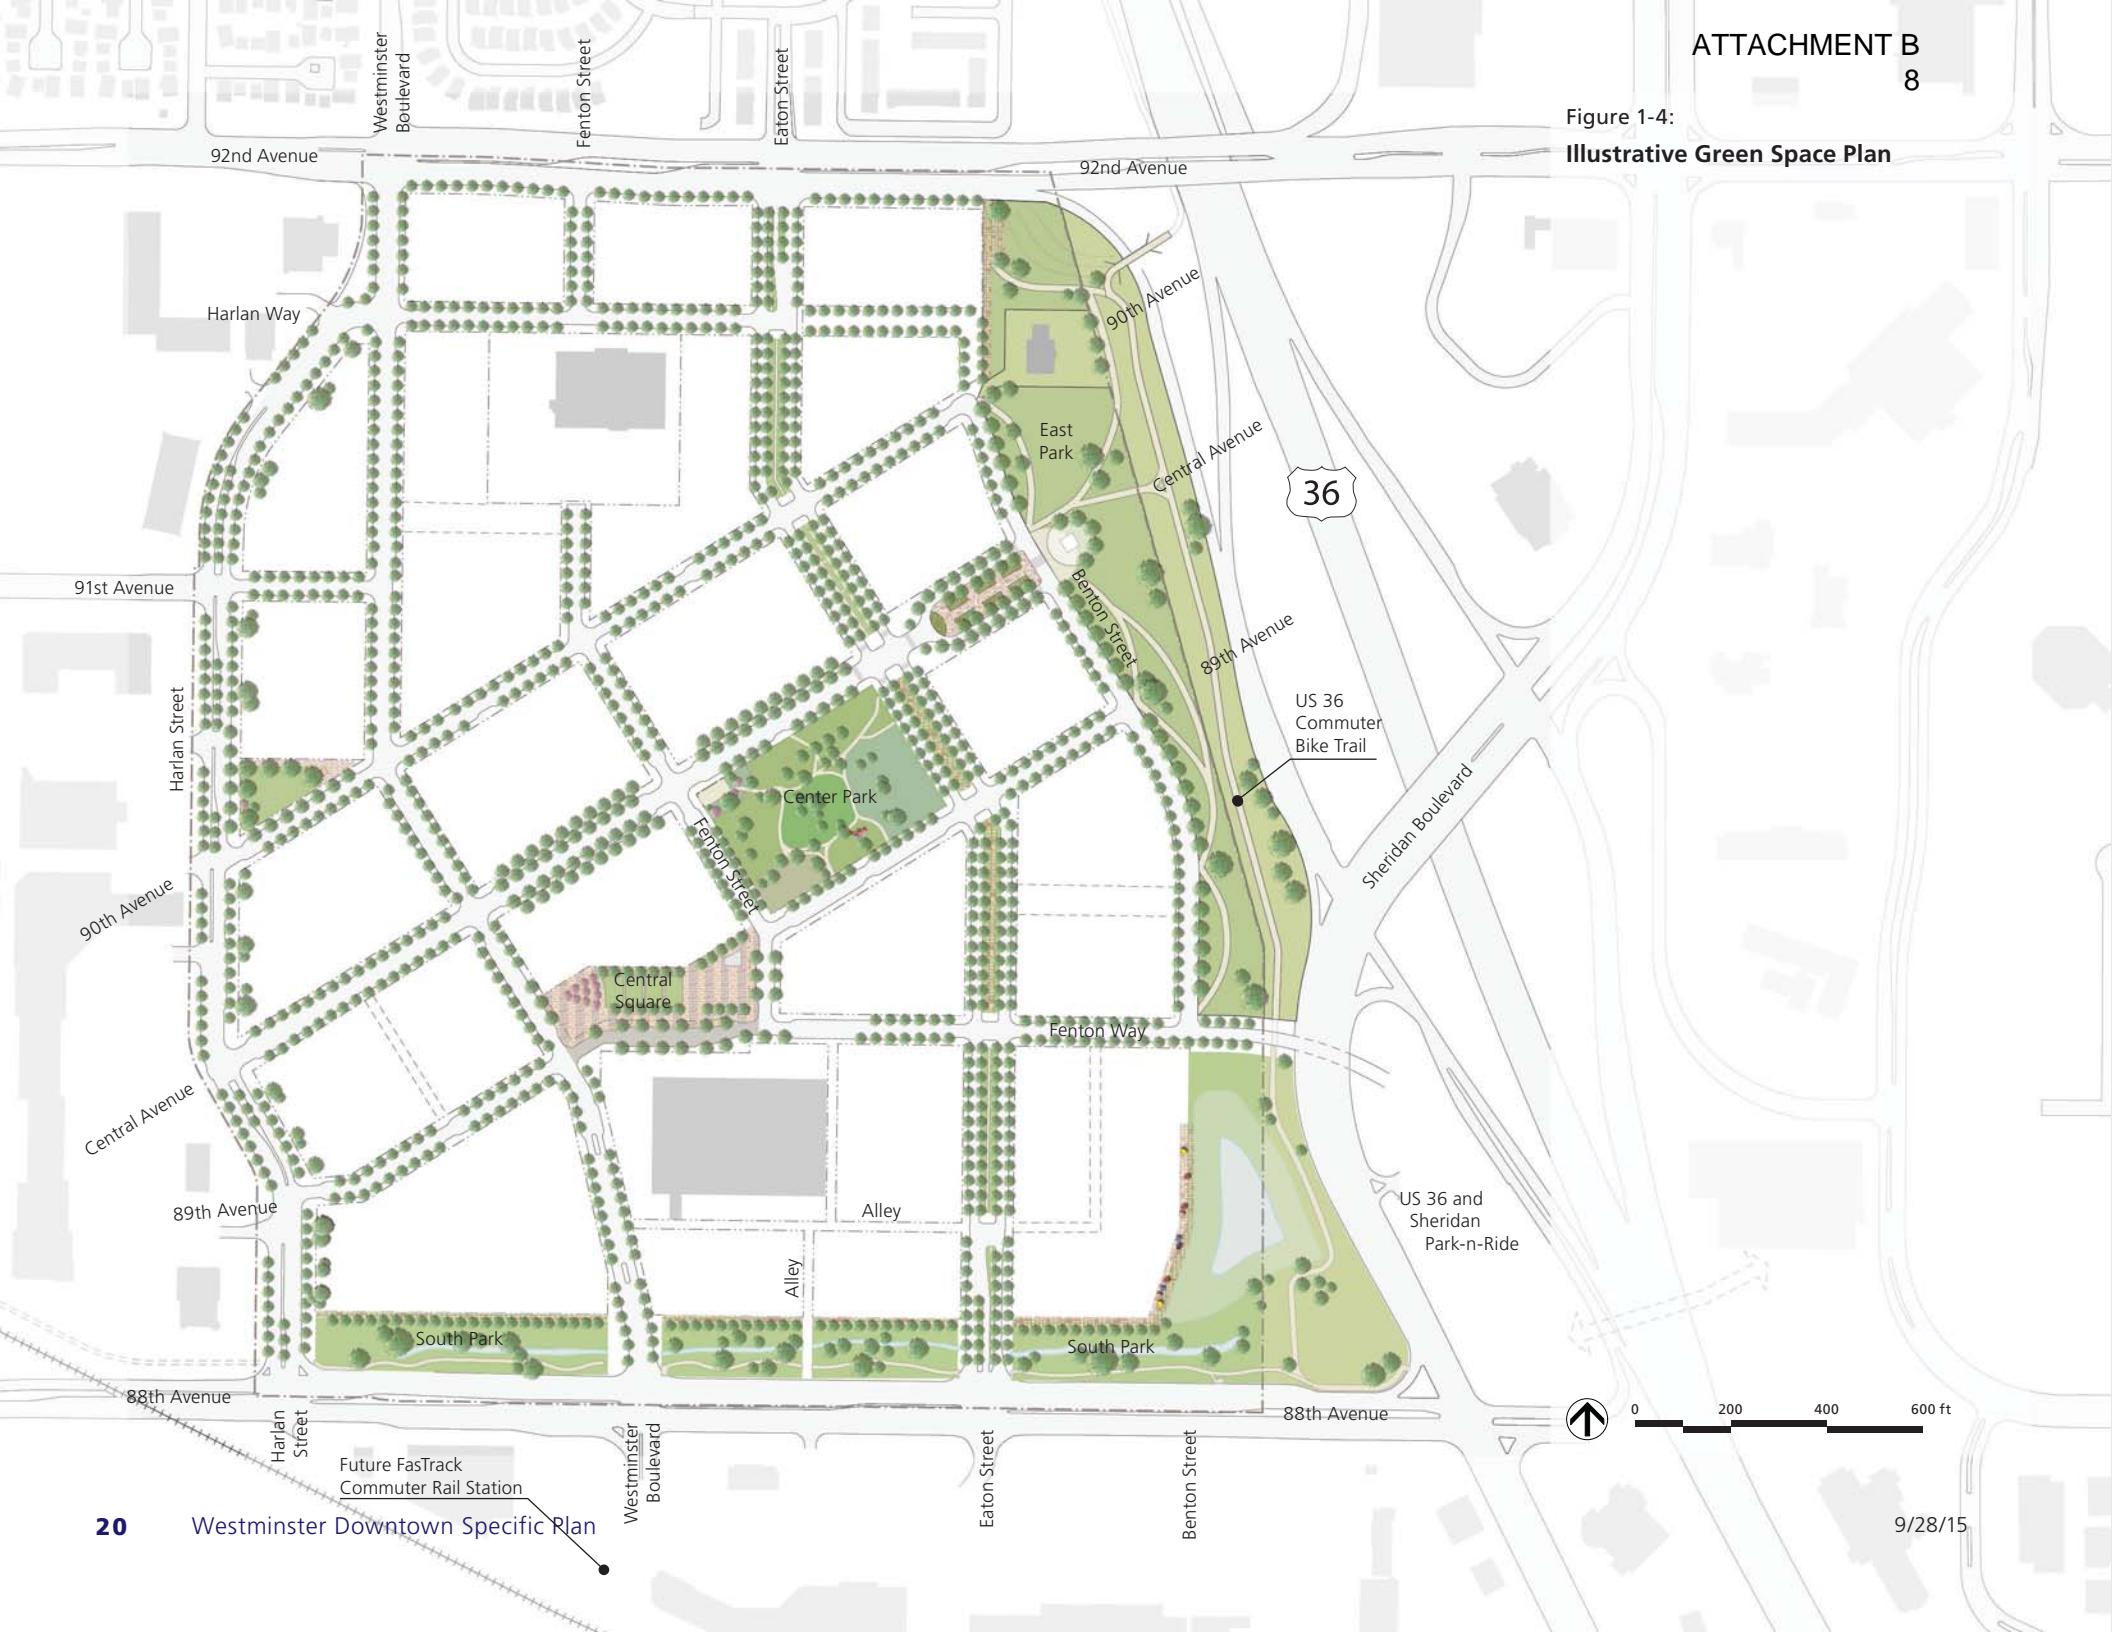 ATTACHMENT B
8
Figure 1-4:
Illustrative Green Space Plan
Westminster
Boulevard
Fenton Street
Eaton Street
92nd Avenue
92nd Avenue
Harlan Way
90th Avenue
East
Park
Central Avenue
36
91st Avenue
Benton Street
89th Avenue
Harlan Street
US 36
Commuter
Bike Trail
Center Park
Sheridan Boulevard
Fenton Street
90th Avenue
Central
Square
Fenton Way
Central Avenue
89th Avenue
Alley
US 36 and
Sheridan
Park-n-Ride
Alley
South Park
South Park
88th Avenue
88th Avenue
0 200 400 600 ft
Harlan
Street
Westminster
Boulevard
Eaton Street
Benton Street
Future FasTrack
Commuter Rail Station
20 Westminster Downtown Specific Plan
9/28/15